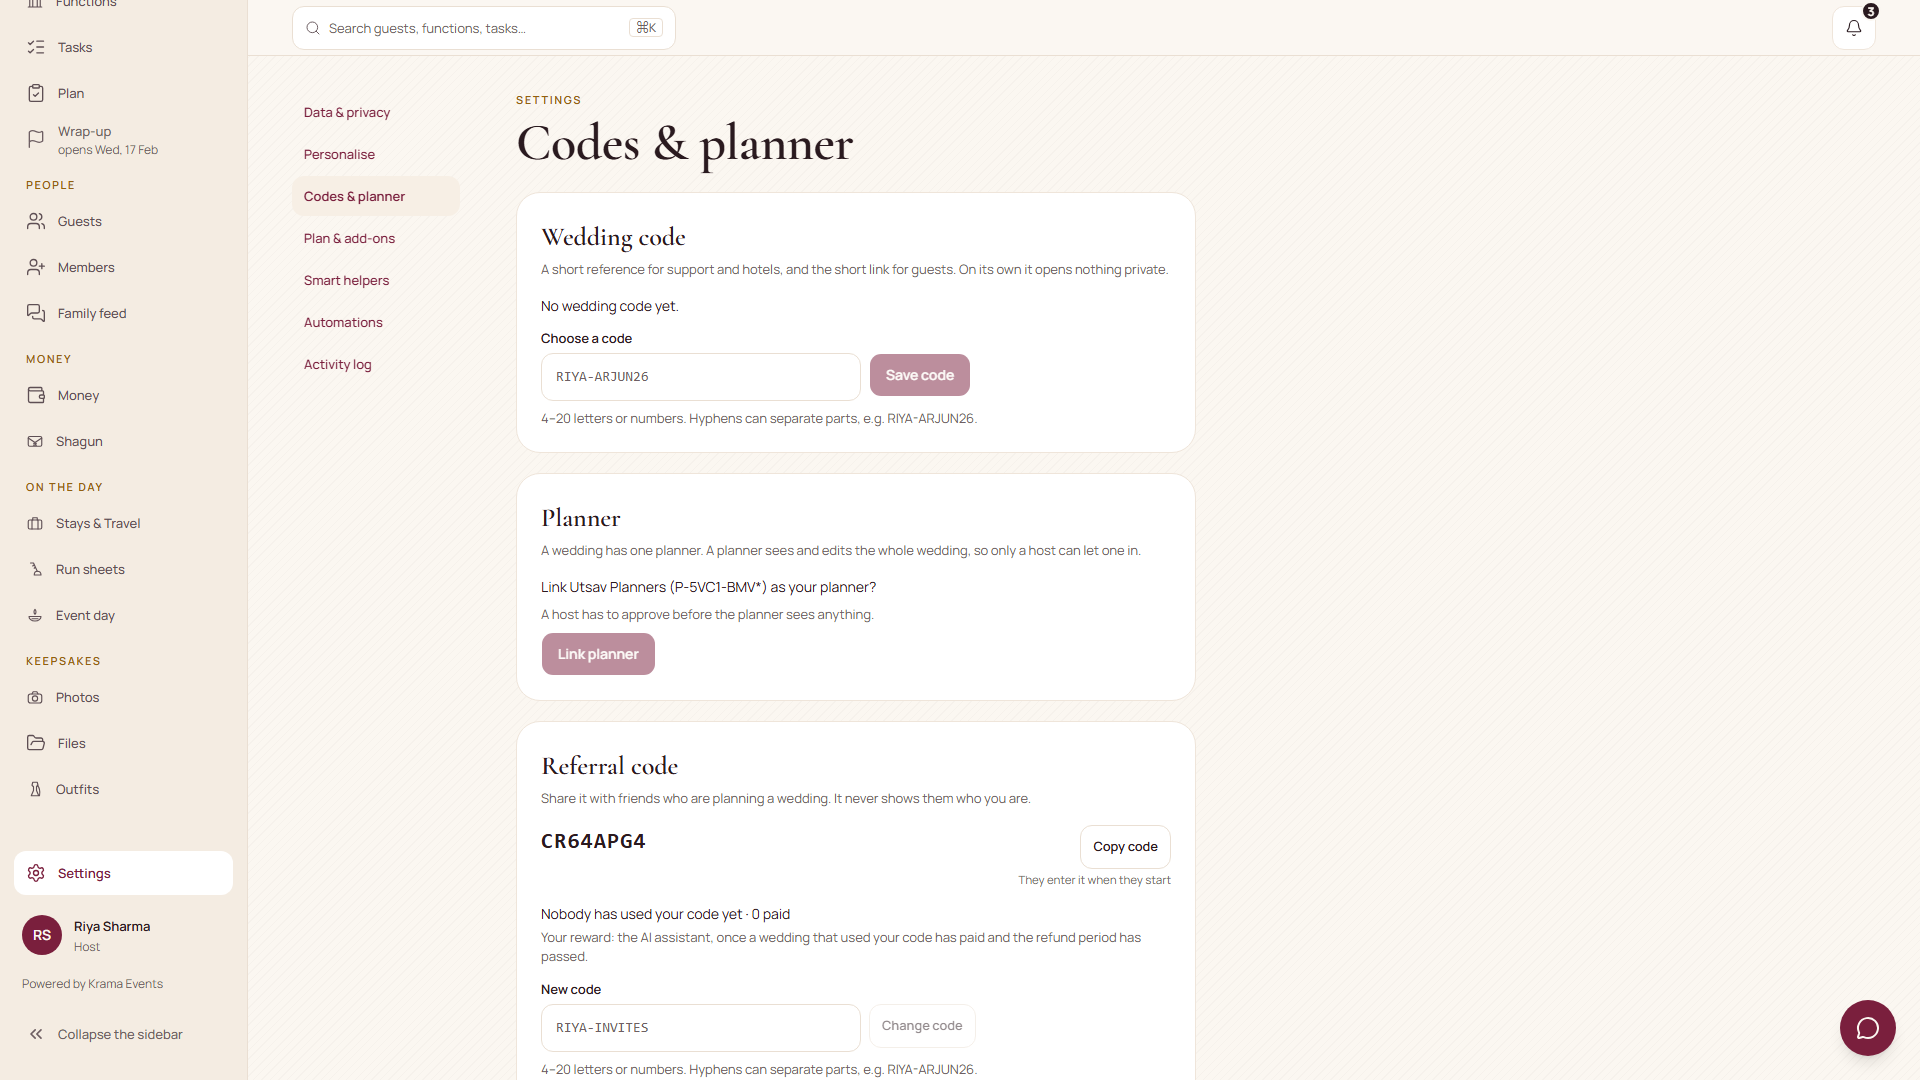 Functions
Tasks
Plan
Wrap-up
opens Wed, 17 Feb
PEOPLE
Guests
Members
Family feed
MONEY
Money
Shagun
ON THE DAY
Stays & Travel
Run sheets
Event day
KEEPSAKES
Photos
Files
Outfits
Settings
RS
Riya Sharma
Host
Powered by Krama Events
Collapse the sidebar
Search guests, functions, tasks...
⌘K
3
Data & privacy
Personalise
Codes & planner
Plan & add-ons
Smart helpers
Automations
Activity log
SETTINGS
Codes & planner
Wedding code
A short reference for support and hotels, and the short link for guests. On its own it opens nothing private.
No wedding code yet.
Choose a code
RIYA-ARJUN26
Save code
4–20 letters or numbers. Hyphens can separate parts, e.g. RIYA-ARJUN26.
Planner
A wedding has one planner. A planner sees and edits the whole wedding, so only a host can let one in.
Link Utsav Planners (P-5VC1-BMV*) as your planner?
A host has to approve before the planner sees anything.
Link planner
Referral code
Share it with friends who are planning a wedding. It never shows them who you are.
CR64APG4
Copy code
They enter it when they start
Nobody has used your code yet · 0 paid
Your reward: the AI assistant, once a wedding that used your code has paid and the refund period has
passed.
New code
RIYA-INVITES
Change code
4–20 letters or numbers. Hyphens can separate parts, e.g. RIYA-ARJUN26.